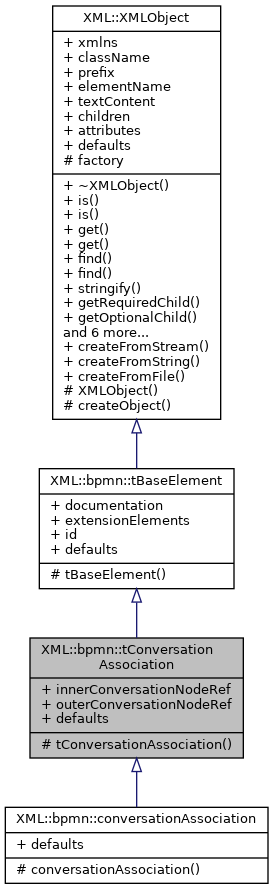 XML::XMLObject
+ xmlns
+ className
+ prefix
+ elementName
+ textContent
+ children
+ attributes
+ defaults
# factory
+ ~XMLObject()
+ is()
+ is()
+ get()
+ get()
+ find()
+ find()
+ stringify()
+ getRequiredChild()
+ getOptionalChild()
and 6 more...
+ createFromStream()
+ createFromString()
+ createFromFile()
# XMLObject()
# createObject()
XML::bpmn::tBaseElement
+ documentation
+ extensionElements
+ id
+ defaults
# tBaseElement()
XML::bpmn::tConversation
Association
+ innerConversationNodeRef
+ outerConversationNodeRef
+ defaults
# tConversationAssociation()
XML::bpmn::conversationAssociation
+ defaults
# conversationAssociation()